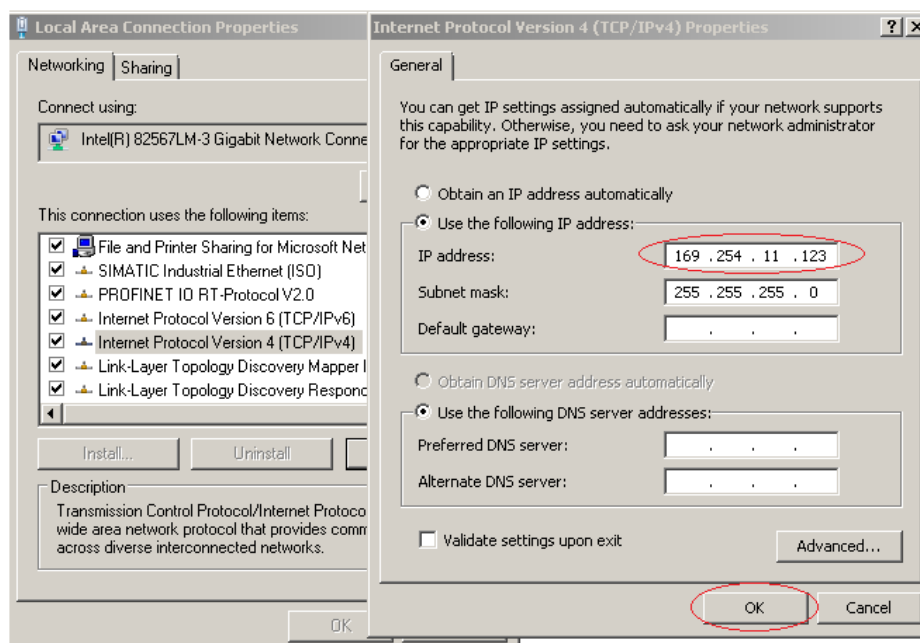 Local Area Connection Properties
Networking
Sharing
Connect using:
Intel(R) 82567LM-3 Gigabit Network Conne
This connection uses the following items:
File and Printer Sharing for Microsoft Net
SIMATIC Industrial Ethernet (ISO)
PROFINET IO RT-Protocol V2.0
Internet Protocol Version 6 (TCP/IPv6)
Internet Protocol Version 4 (TCP/IPv4)
Link-Layer Topology Discovery Mapper I
Link-Layer Topology Discovery Respond
Install...
Uninstall
Description
Transmission Control Protocol/Internet Protoco
wide area network protocol that provides comm
across diverse interconnected networks.
OK
Internet Protocol Version 4 (TCP/IPv4) Properties
General
You can get IP settings assigned automatically if your network supports
this capability. Otherwise, you need to ask your network administrator
for the appropriate IP settings.
Obtain an IP address automatically
Use the following IP address:
IP address:
169 .254 . 11 .123
Subnet mask:
255 .255 .255 . 0
Default gateway:
. . .
Obtain DNS server address automatically
Use the following DNS server addresses:
Preferred DNS server:
. . .
Alternate DNS server:
. . .
Validate settings upon exit
Advanced...
OK
Cancel